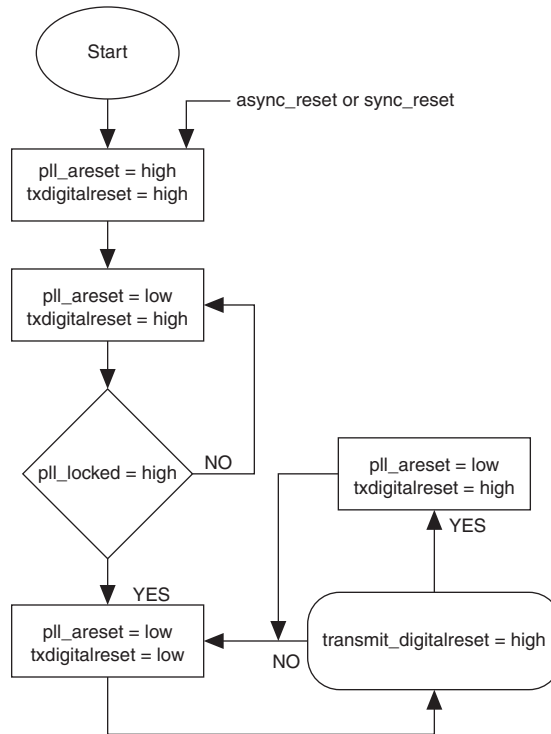 Start
async_reset or sync_reset
pll_areset = high
txdigitalreset = high
pll_areset = low
txdigitalreset = high
pll_locked = high
NO
pll_areset = low
txdigitalreset = high
YES
YES
pll_areset = low
txdigitalreset = low
NO
transmit_digitalreset = high